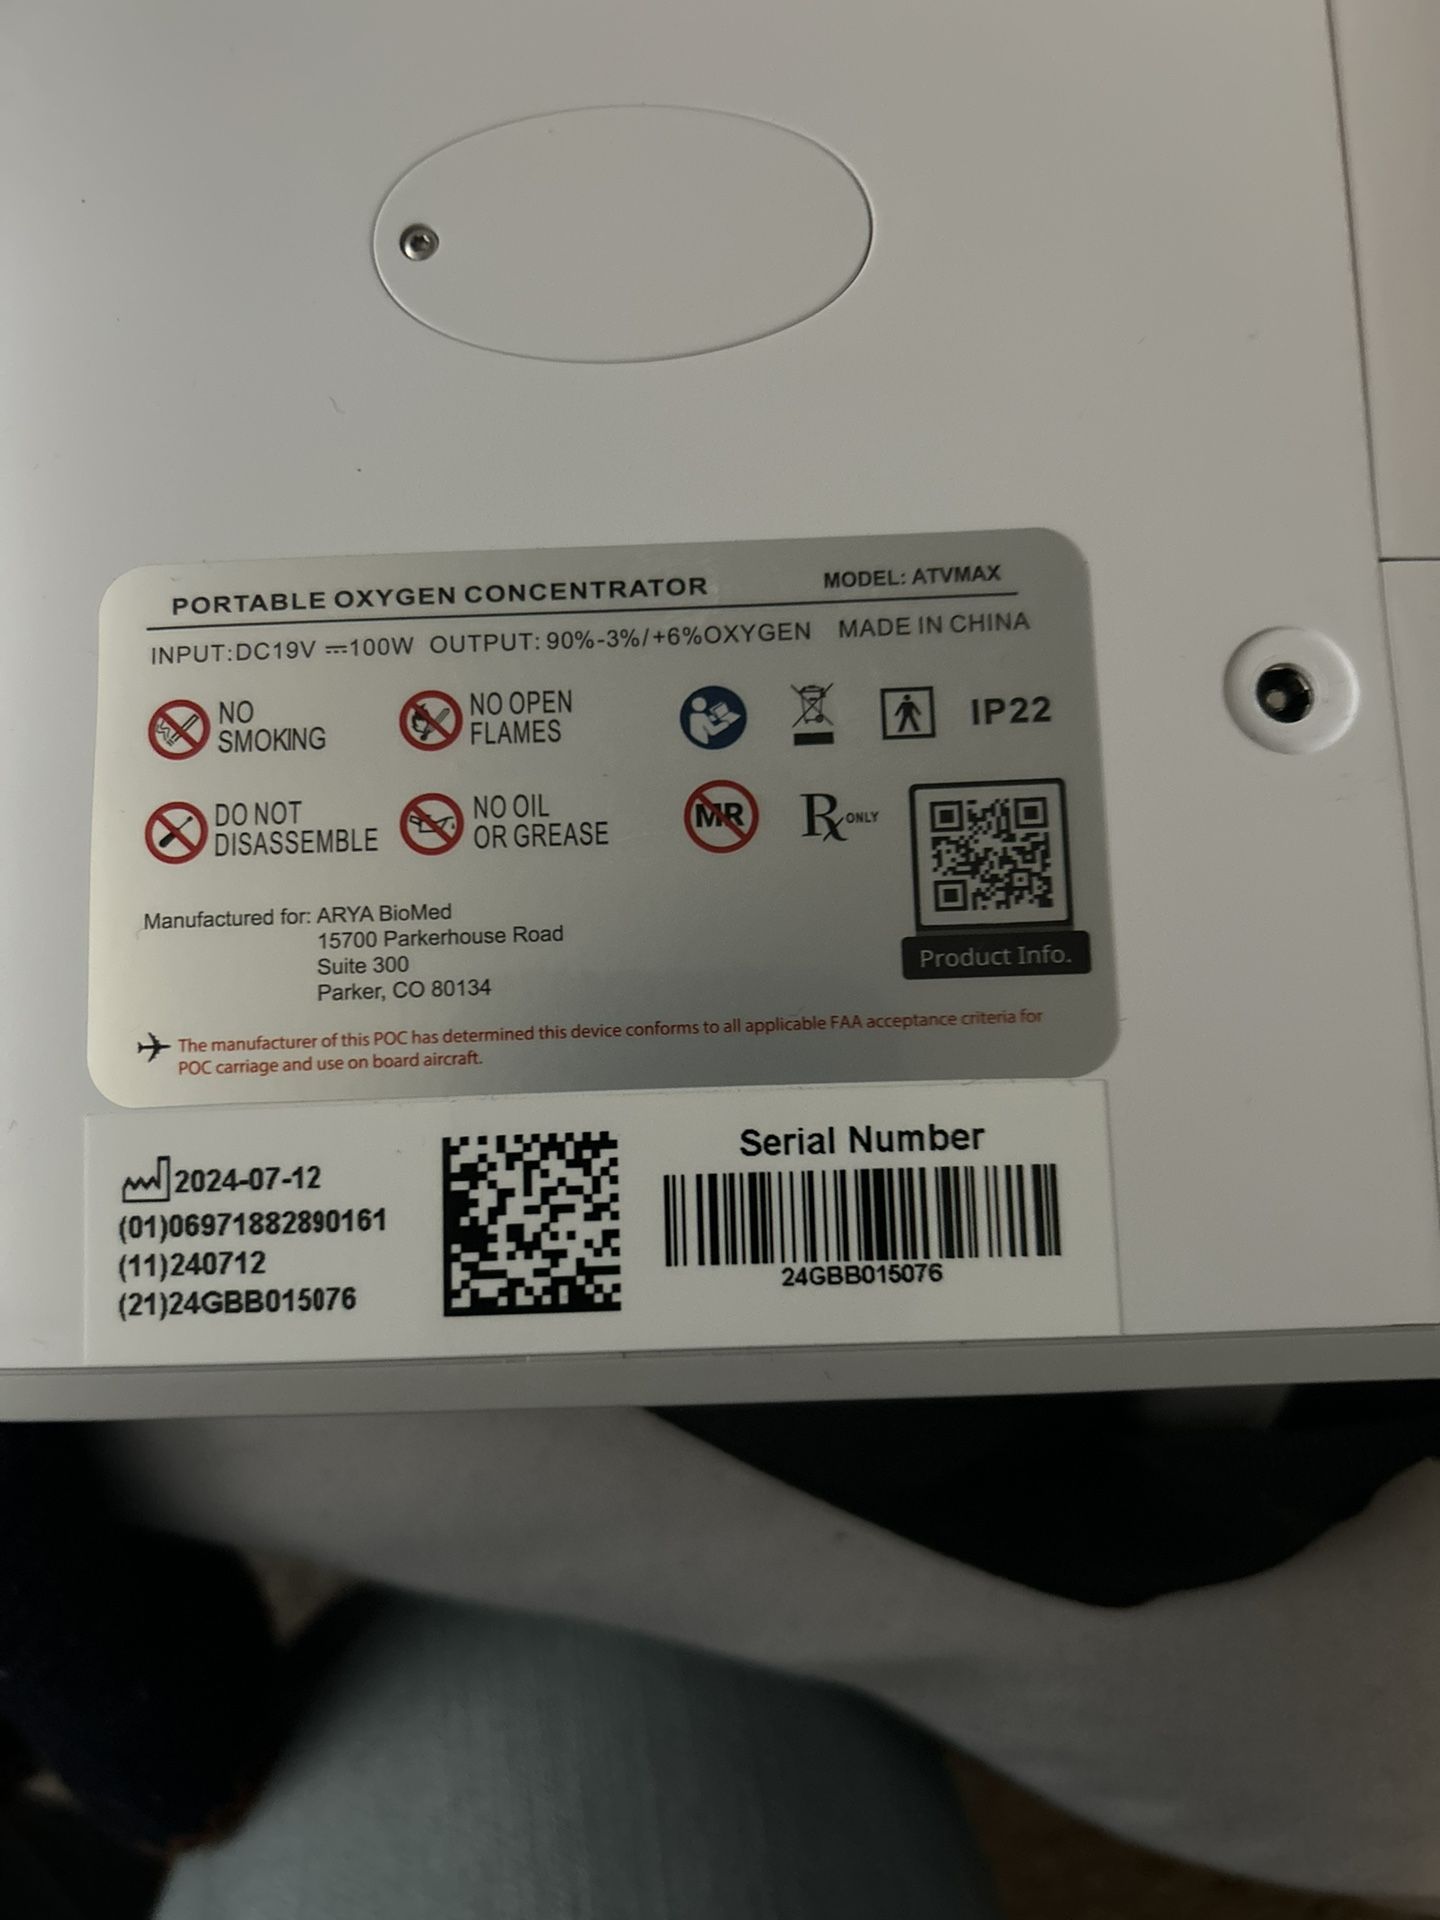 PORTABLE OXYGEN CONCENTRATOR MODEL: ATVMAX
INPUT:DC19V ⎓100W OUTPUT: 90%-3%/+6%OXYGEN MADE IN CHINA
NO SMOKING
NO OPEN FLAMES
IP22
DO NOT DISASSEMBLE
NO OIL OR GREASE
MR
Rx ONLY
Product Info.
Manufactured for: ARYA BioMed
15700 Parkerhouse Road
Suite 300
Parker, CO 80134
The manufacturer of this POC has determined this device conforms to all applicable FAA acceptance criteria for
POC carriage and use on board aircraft.
2024-07-12
(01)06971882890161
(11)240712
(21)24GBB015076
Serial Number
24GBB015076